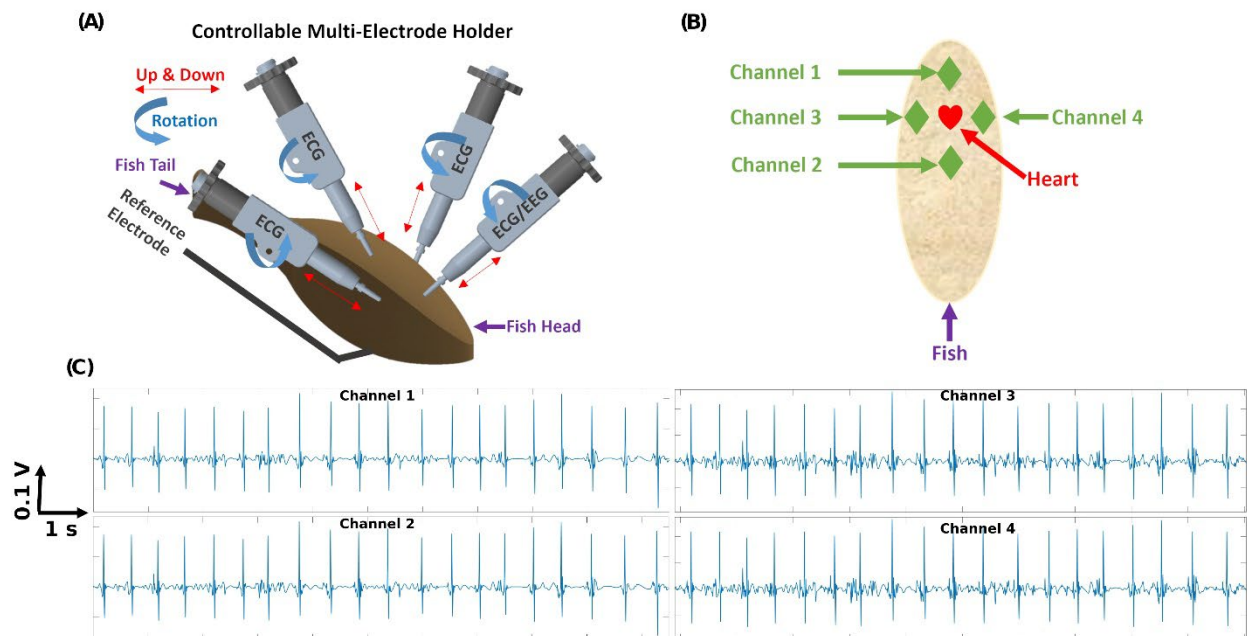 (A)
Controllable Multi-Electrode Holder
Up & Down
Rotation
Fish Tail
Reference
Electrode
ECG
ECG
ECG
ECG/EEG
Fish Head
(B)
Channel 1
Channel 3
Channel 4
Channel 2
Heart
Fish
(C)
Channel 1
Channel 3
0.1 V
1 s
Channel 2
Channel 4